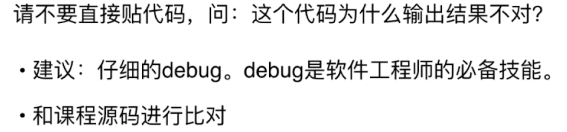 请不要直接贴代码，问：这个代码为什么输出结果不对？
• 建议：仔细的debug。debug是软件工程师的必备技能。
• 和课程源码进行比对